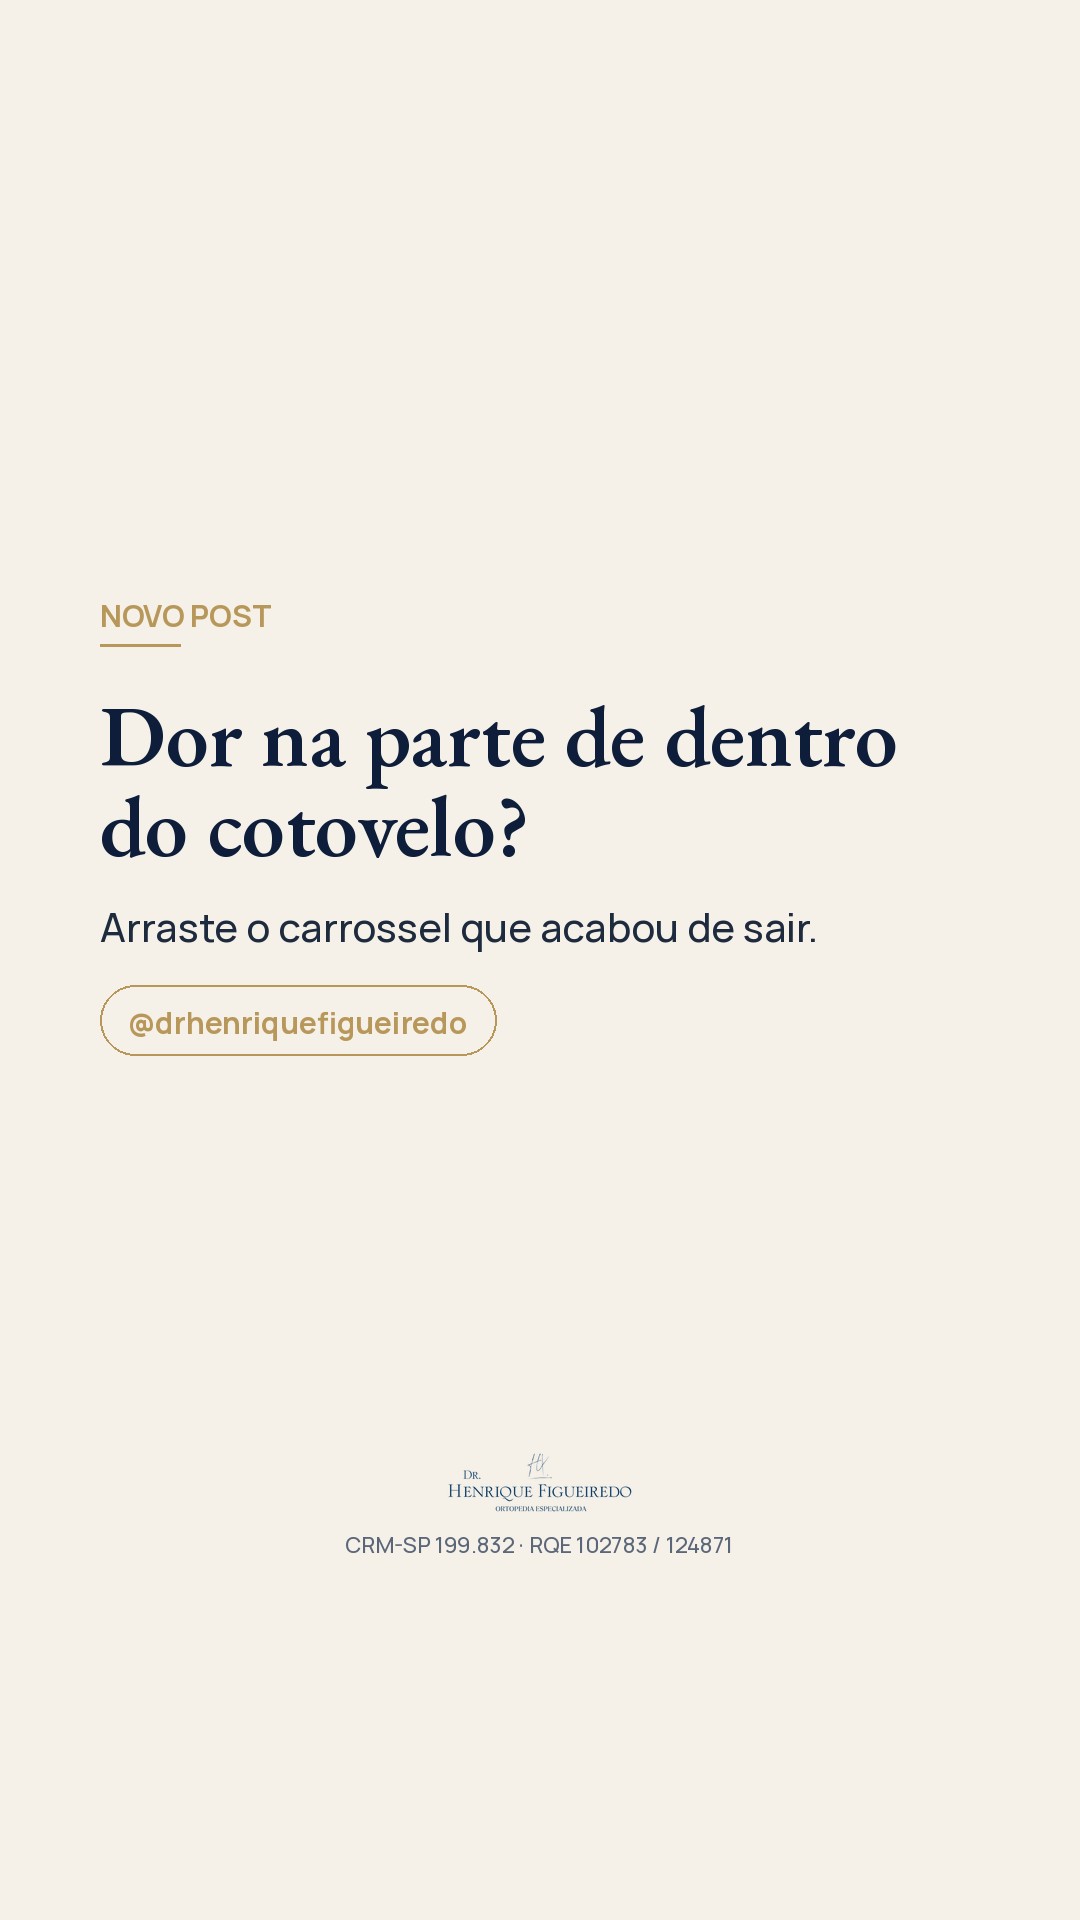 NOVO POST
Dor na parte de dentro
do cotovelo?
Arraste o carrossel que acabou de sair.
@drhenriquefigueiredo
DR.
HENRIQUE FIGUEIREDO
ORTOPEDIA ESPECIALIZADA
CRM-SP 199.832 · RQE 102783 / 124871